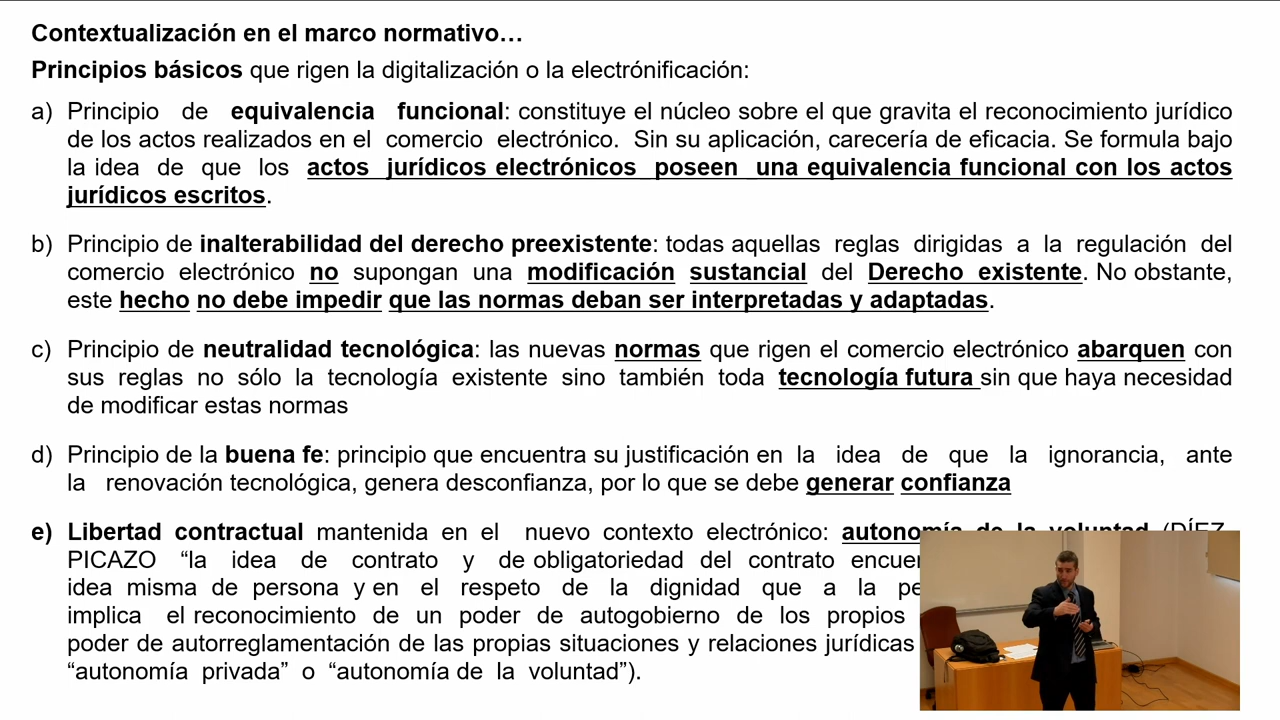 Contextualización en el marco normativo…
Principios básicos que rigen la digitalización o la electrónificación:
a) Principio de equivalencia funcional: constituye el núcleo sobre el que gravita el reconocimiento jurídico
de los actos realizados en el comercio electrónico. Sin su aplicación, carecería de eficacia. Se formula bajo
la idea de que los actos jurídicos electrónicos poseen una equivalencia funcional con los actos
jurídicos escritos.
b) Principio de inalterabilidad del derecho preexistente: todas aquellas reglas dirigidas a la regulación del
comercio electrónico no supongan una modificación sustancial del Derecho existente. No obstante,
este hecho no debe impedir que las normas deban ser interpretadas y adaptadas.
c) Principio de neutralidad tecnológica: las nuevas normas que rigen el comercio electrónico abarquen con
sus reglas no sólo la tecnología existente sino también toda tecnología futura sin que haya necesidad
de modificar estas normas
d) Principio de la buena fe: principio que encuentra su justificación en la idea de que la ignorancia, ante
la renovación tecnológica, genera desconfianza, por lo que se debe generar confianza
e) Libertad contractual mantenida en el nuevo contexto electrónico: autonomía de la voluntad (DÍEZ-
PICAZO “la idea de contrato y de obligatoriedad del contrato
idea misma de persona y en el respeto de la dignidad que a la
implica el reconocimiento de un poder de autogobierno de los propios
poder de autorreglamentación de las propias situaciones y relaciones jurídicas
“autonomía privada” o “autonomía de la voluntad”).